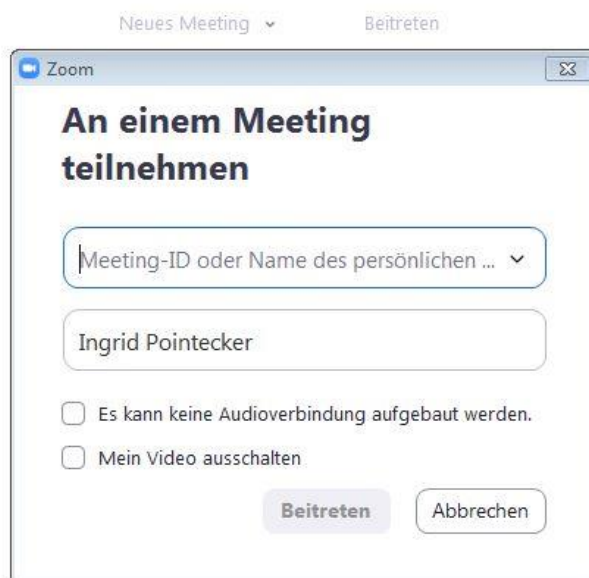 Neues Meeting Beitreten
Zoom
An einem Meeting
teilnehmen
Meeting-ID oder Name des persönlichen ...
Ingrid Pointecker
Es kann keine Audioverbindung aufgebaut werden.
Mein Video ausschalten
Beitreten Abbrechen